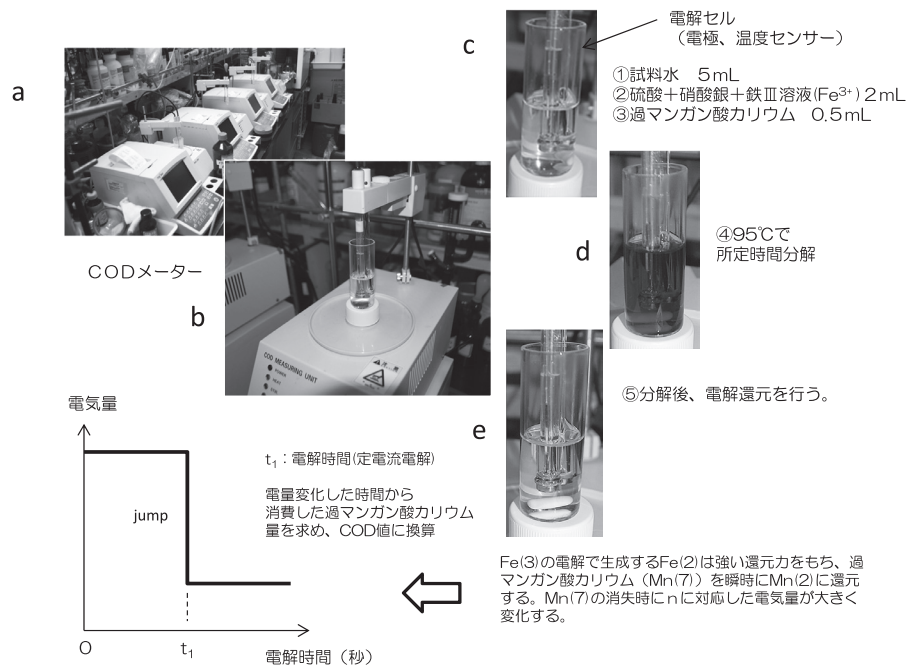 a
CODメーター
b
COD MEASURING UNIT
POWER
HEAT
c
電解セル
（電極、温度センサー）
①試料水　5mL
②硫酸＋硝酸銀＋鉄Ⅲ溶液(Fe³⁺)2mL
③過マンガン酸カリウム　0.5mL
d
④95℃で
所定時間分解
e
⑤分解後、電解還元を行う。
電気量
jump
O
t₁
電解時間（秒）
t₁：電解時間(定電流電解)
電量変化した時間から
消費した過マンガン酸カリウム
量を求め、COD値に換算
Fe(3)の電解で生成するFe(2)は強い還元力をもち、過
マンガン酸カリウム（Mn(7)）を瞬時にMn(2)に還元
する。Mn(7)の消失時にnに対応した電気量が大きく
変化する。